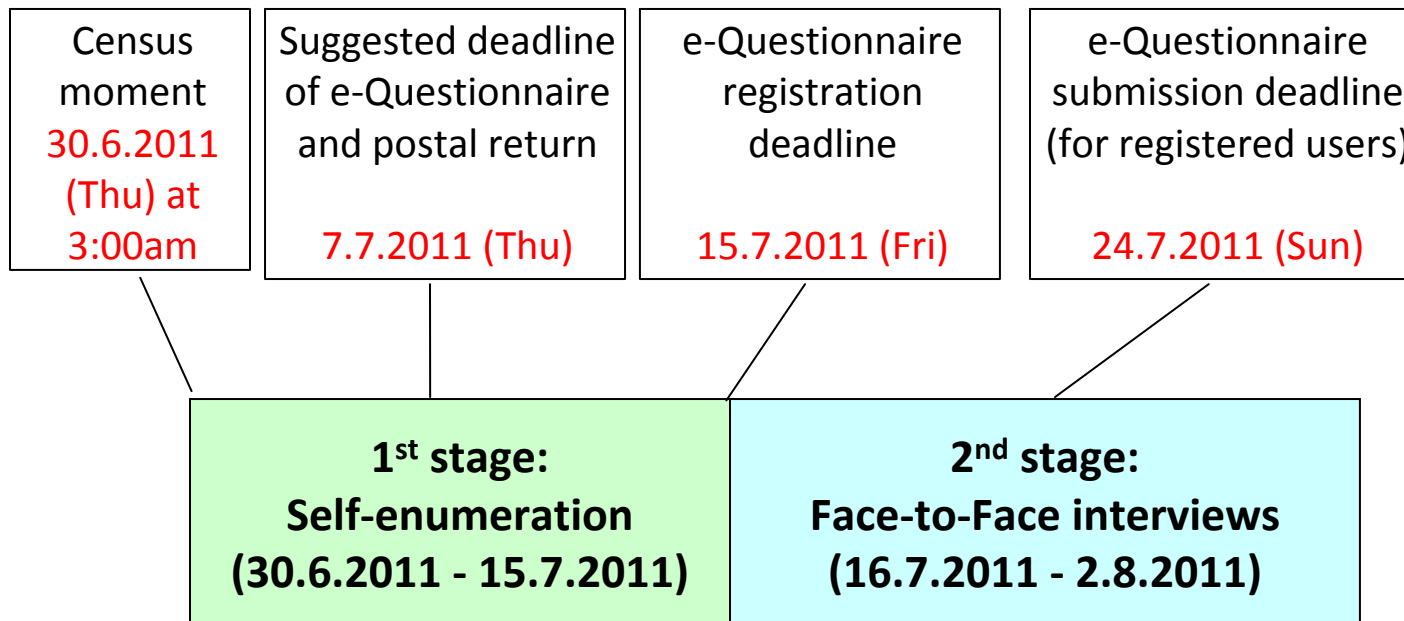 Census
moment
30.6.2011
(Thu) at
3:00am
Suggested deadline
of e-Questionnaire
and postal return
7.7.2011 (Thu)
e-Questionnaire
registration
deadline
15.7.2011 (Fri)
e-Questionnaire
submission deadline
(for registered users)
24.7.2011 (Sun)
1st stage:
Self-enumeration
(30.6.2011 - 15.7.2011)
2nd stage:
Face-to-Face interviews
(16.7.2011 - 2.8.2011)